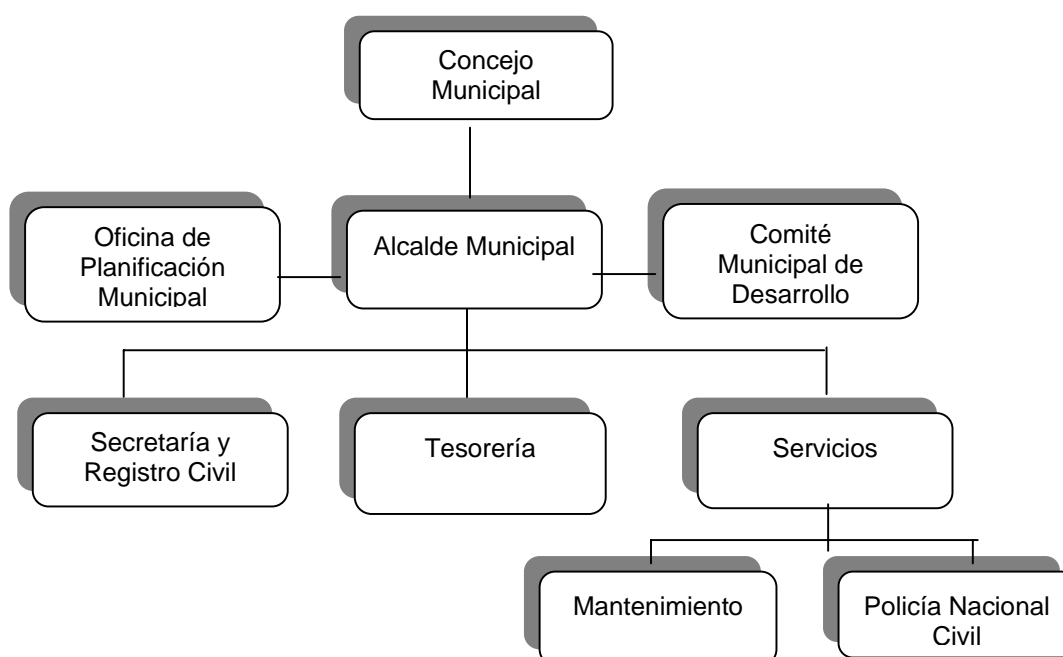 Concejo
Municipal
Oficina de
Planificación
Municipal
Alcalde Municipal
Comité
Municipal de
Desarrollo
Secretaría y
Registro Civil
Tesorería
Servicios
Mantenimiento
Policía Nacional
Civil